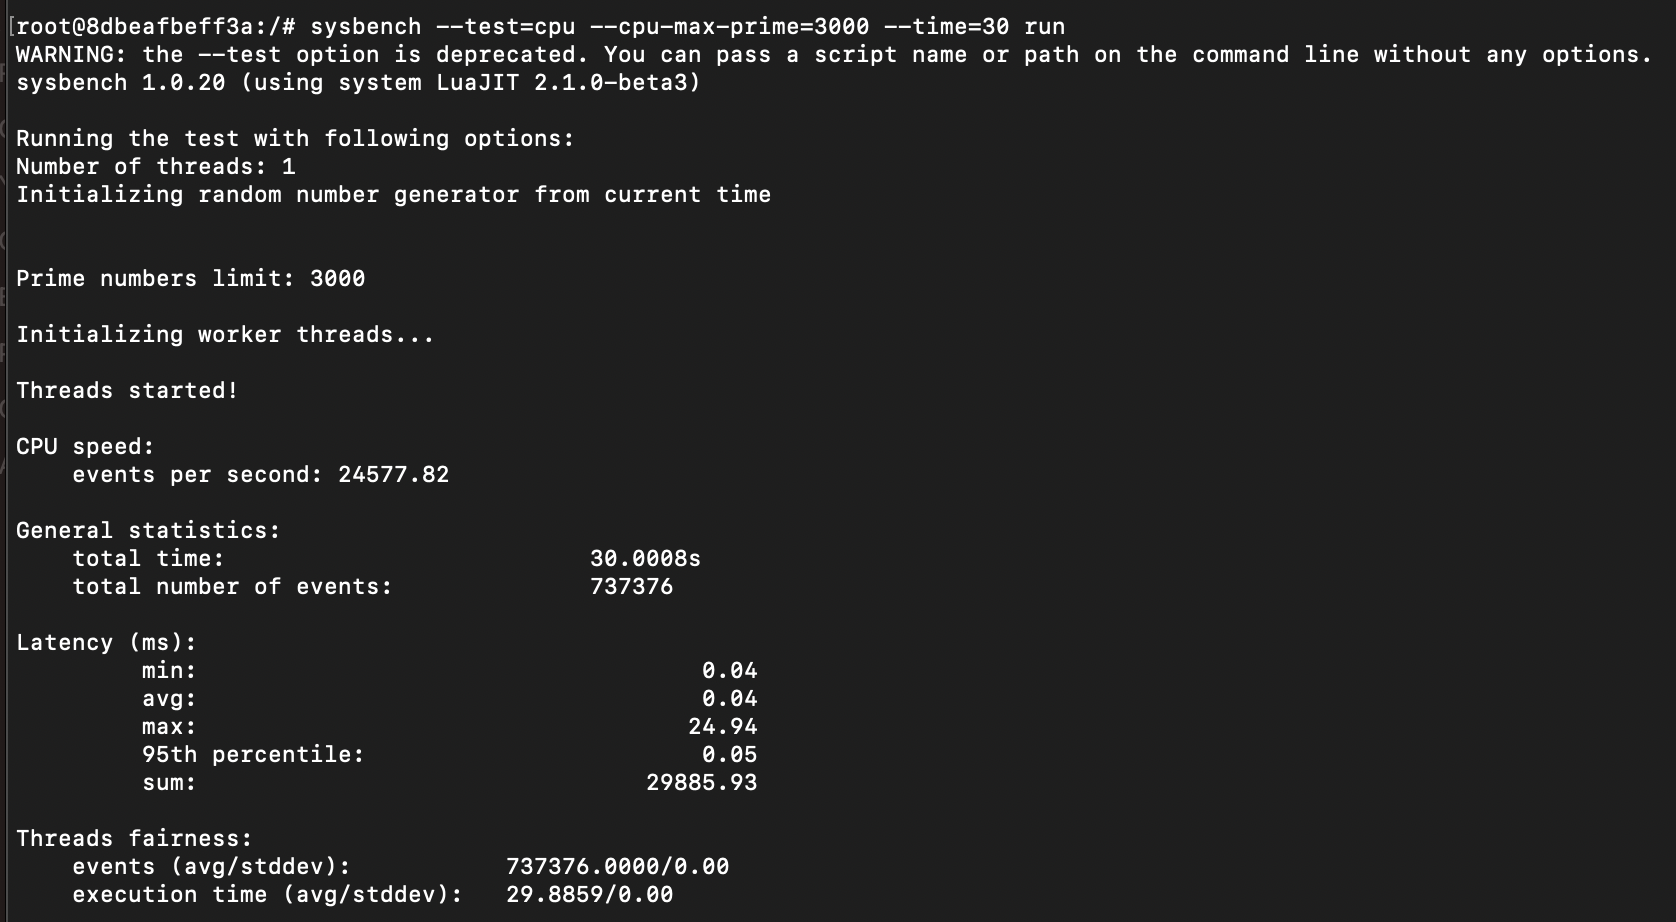 [root@8dbeafbeff3a:/# sysbench --test=cpu --cpu-max-prime=3000 --time=30 run
WARNING: the --test option is deprecated. You can pass a script name or path on the command line without any options.
sysbench 1.0.20 (using system LuaJIT 2.1.0-beta3)
Running the test with following options:
Number of threads: 1
Initializing random number generator from current time
Prime numbers limit: 3000
Initializing worker threads...
Threads started!
CPU speed:
events per second: 24577.82
General statistics:
total time: 30.0008s
total number of events: 737376
Latency (ms):
min: 0.04
avg: 0.04
max: 24.94
95th percentile: 0.05
sum: 29885.93
Threads fairness:
events (avg/stddev): 737376.0000/0.00
execution time (avg/stddev): 29.8859/0.00